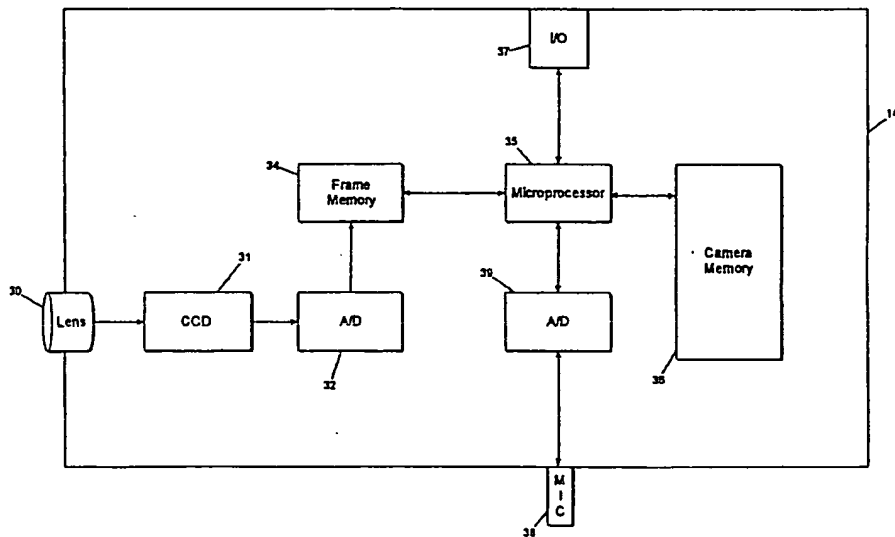 I/O
37
14
35
34
Frame
Memory
Microprocessor
Camera
Memory
31
39
30
Lens
CCD
A/D
A/D
32
36
M
I
C
38